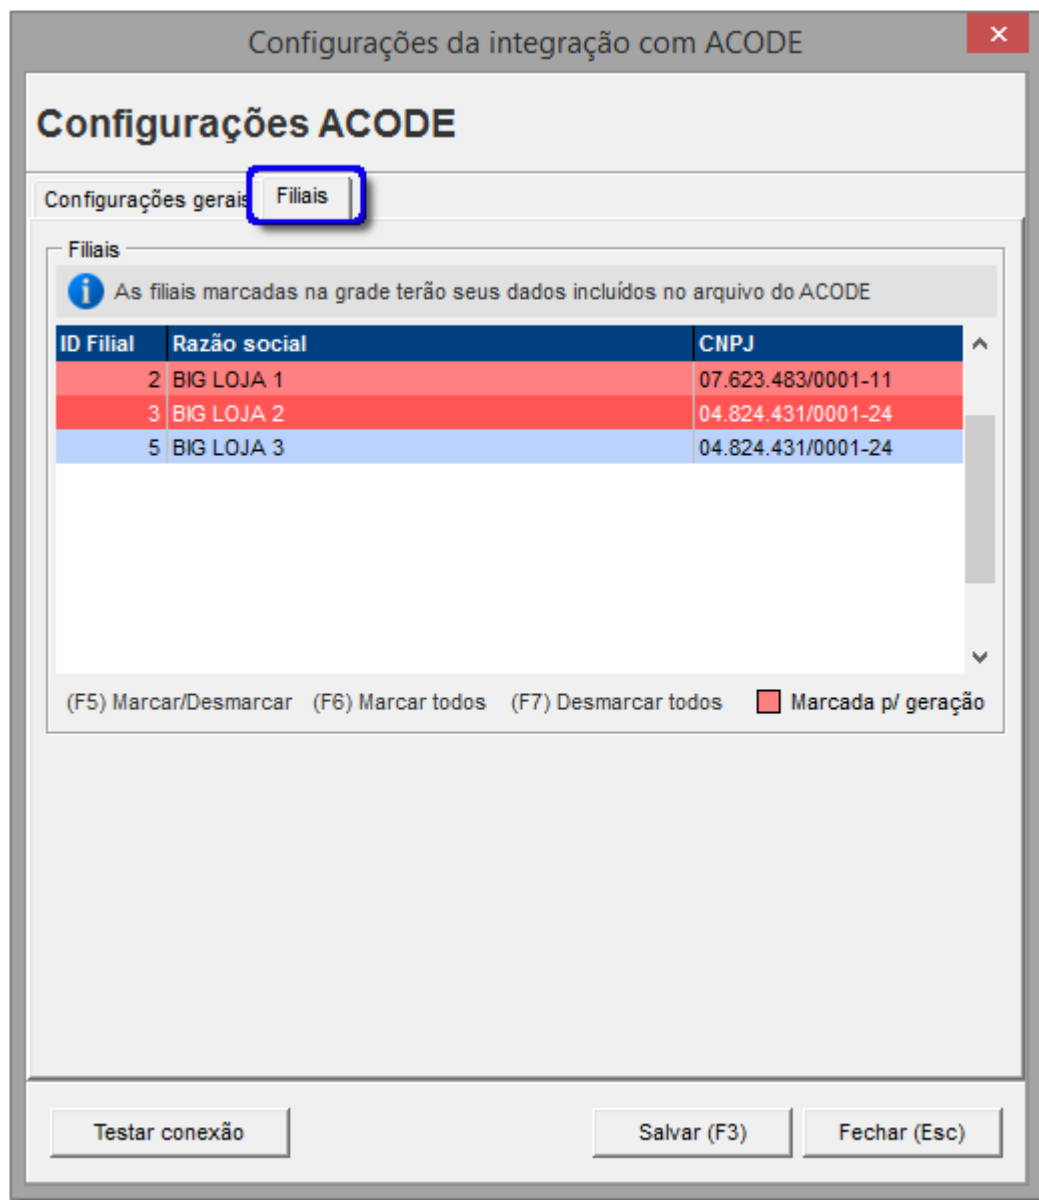 Configurações da integração com ACODE
Configurações ACODE
Configurações gerais Filiais
Filiais
As filiais marcadas na grade terão seus dados incluídos no arquivo do ACODE
ID Filial Razão social CNPJ
2 BIG LOJA 1 07.623.483/0001-11
3 BIG LOJA 2 04.824.431/0001-24
5 BIG LOJA 3 04.824.431/0001-24
(F5) Marcar/Desmarcar (F6) Marcar todos (F7) Desmarcar todos Marcada p/ geração
Testar conexão Salvar (F3) Fechar (Esc)